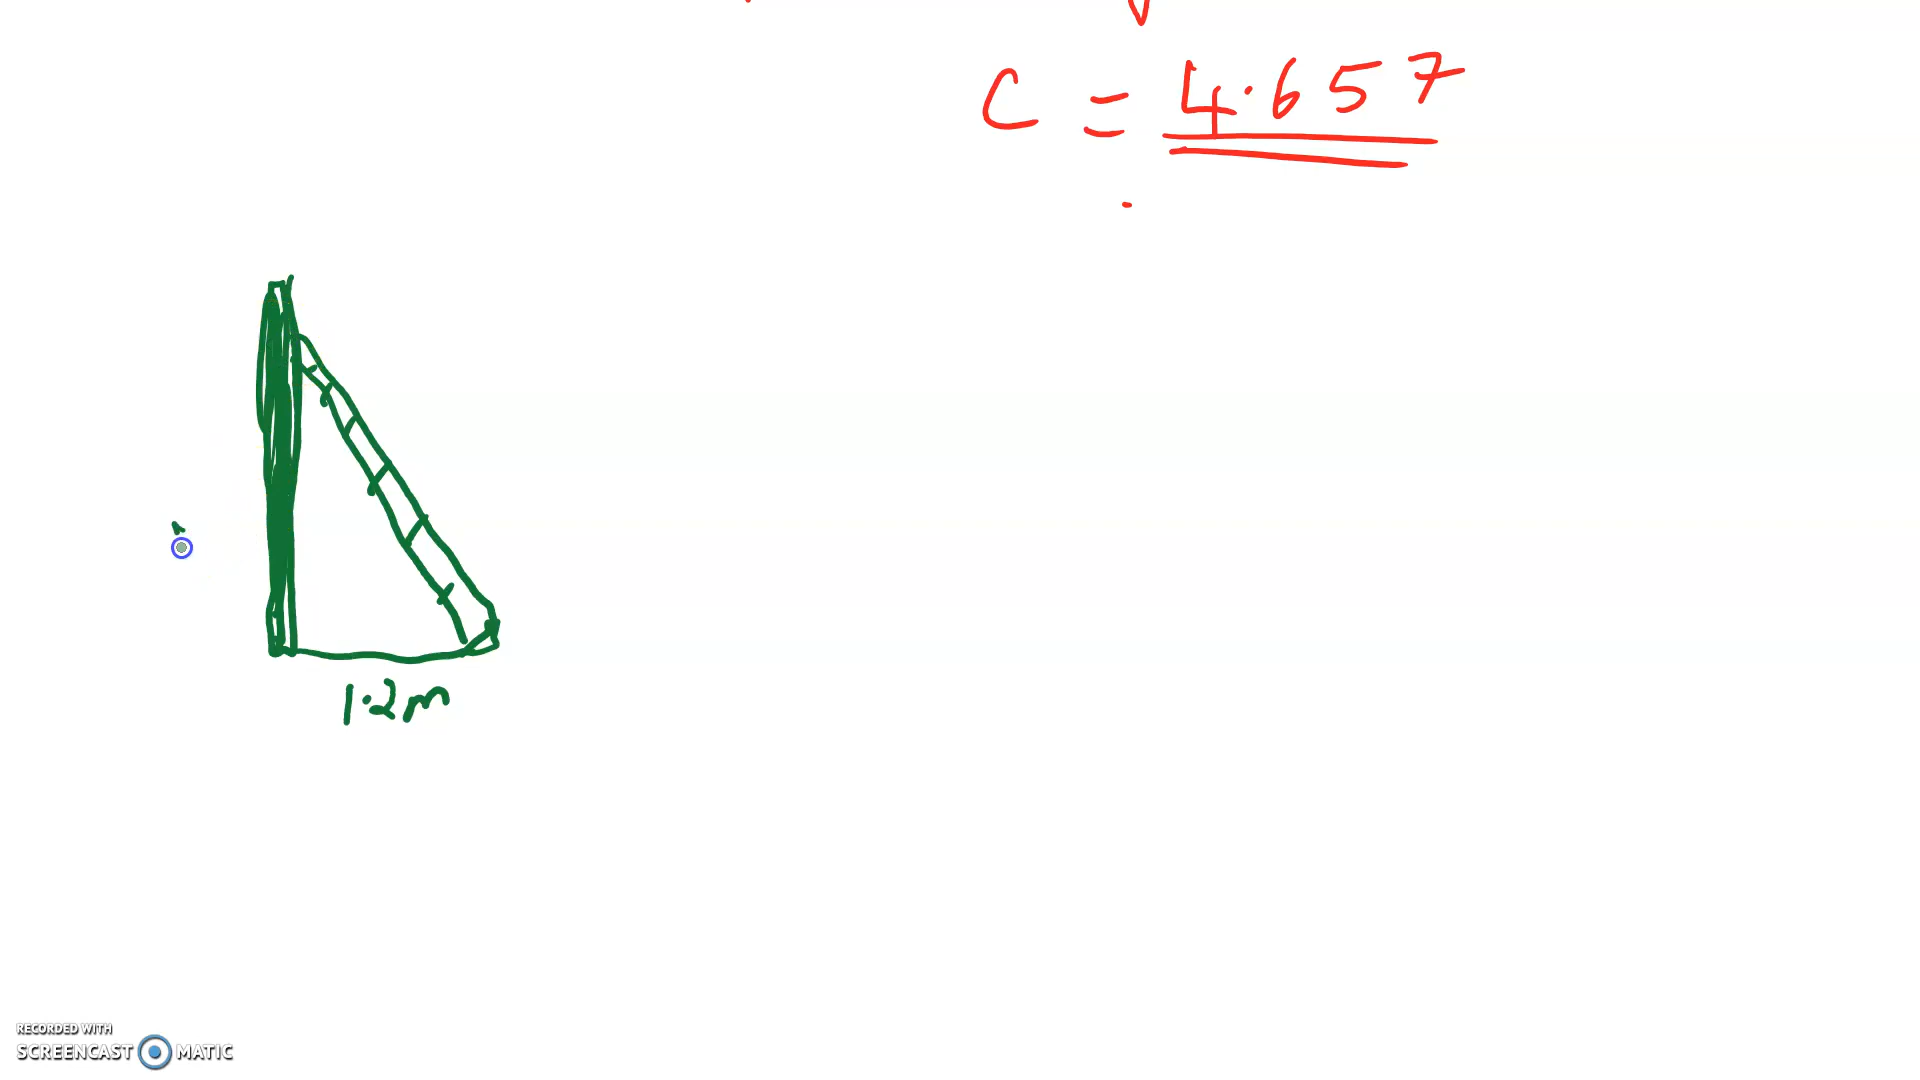 C = 4.657
1.2m
RECORDED WITH
SCREENCAST MATIC